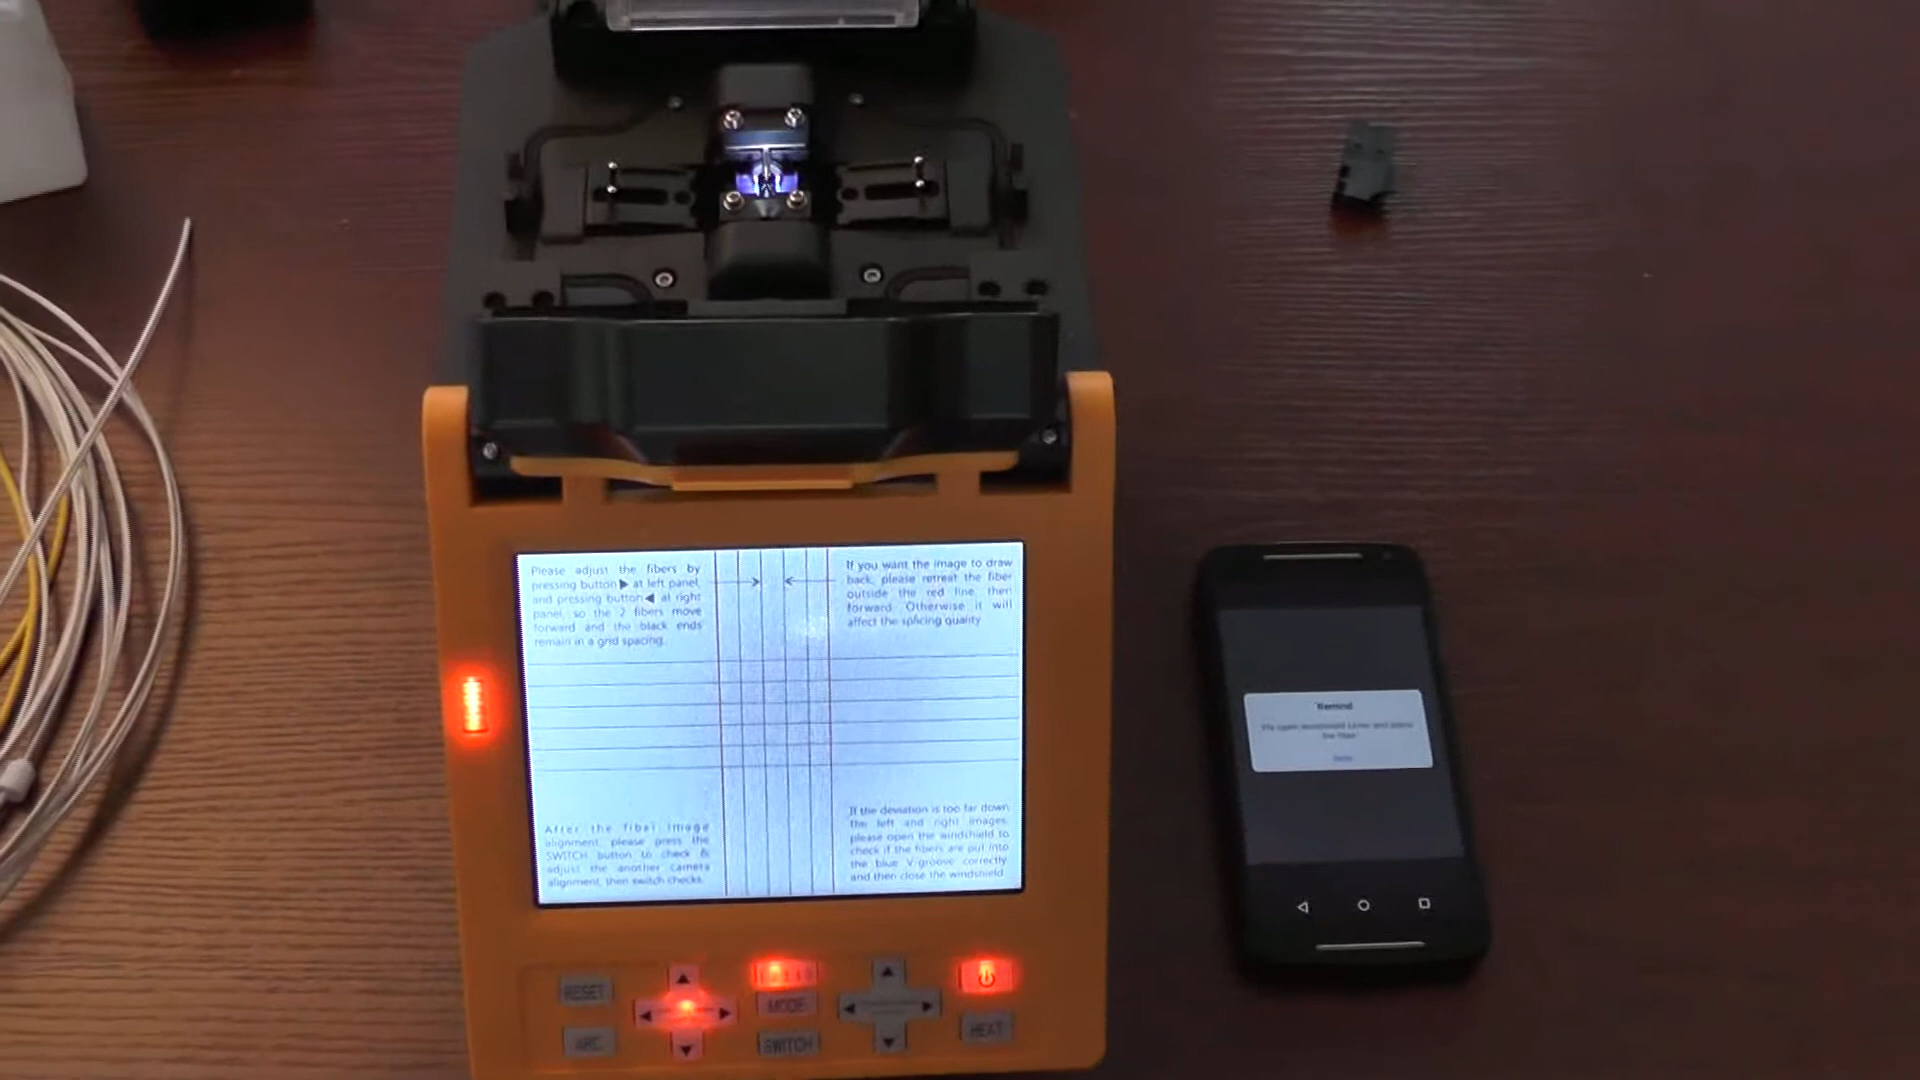 Please adjust the fibers by
pressing button ▶ at left panel,
and pressing button ◀ at right
panel, so the 2 fibers move
forward and the black ends
remain in a grid spacing.
If you want the image to draw
back, please retreat the fiber
outside the red line, then
forward. Otherwise it will
affect the splicing quality
After the fiber image
alignment, please press the
SWITCH button to check &
adjust the another camera
alignment, then switch checks.
If the deviation is too far down
the left and right images,
please open the windshield to
check if the fibers are put into
the blue V-groove correctly
and then close the windshield
Remind
the fiber
RESET
ARC
MODE
SWITCH
HEAT